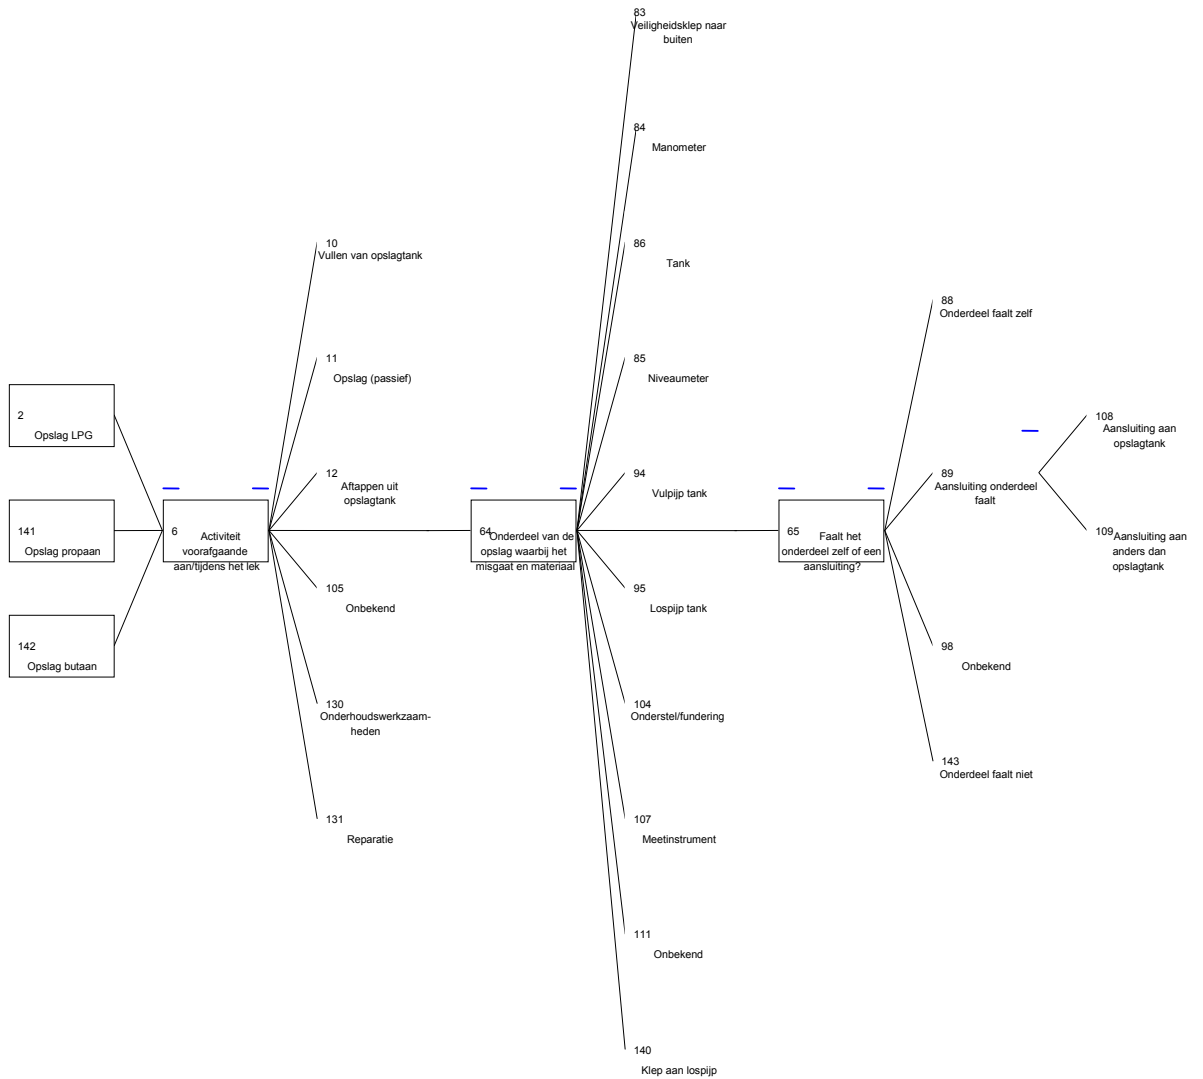 2
Opslag LPG
141
Opslag propaan
142
Opslag butaan
6
Activiteit
voorafgaande
aan/tijdens het lek
10
Vullen van opslagtank
11
Opslag (passief)
12
Aftappen uit
opslagtank
105
Onbekend
130
Onderhoudswerkzaam-
heden
131
Reparatie
64
Onderdeel van de
opslag waarbij het
misgaat en materiaal
83
Veiligheidsklep naar
buiten
84
Manometer
86
Tank
85
Niveaumeter
94
Vulpijp tank
95
Lospijp tank
104
Onderstel/fundering
107
Meetinstrument
111
Onbekend
140
Klep aan lospijp
65
Faalt het
onderdeel zelf of een
aansluiting?
88
Onderdeel faalt zelf
89
Aansluiting onderdeel
faalt
98
Onbekend
143
Onderdeel faalt niet
108
Aansluiting aan
opslagtank
109
Aansluiting aan
anders dan
opslagtank